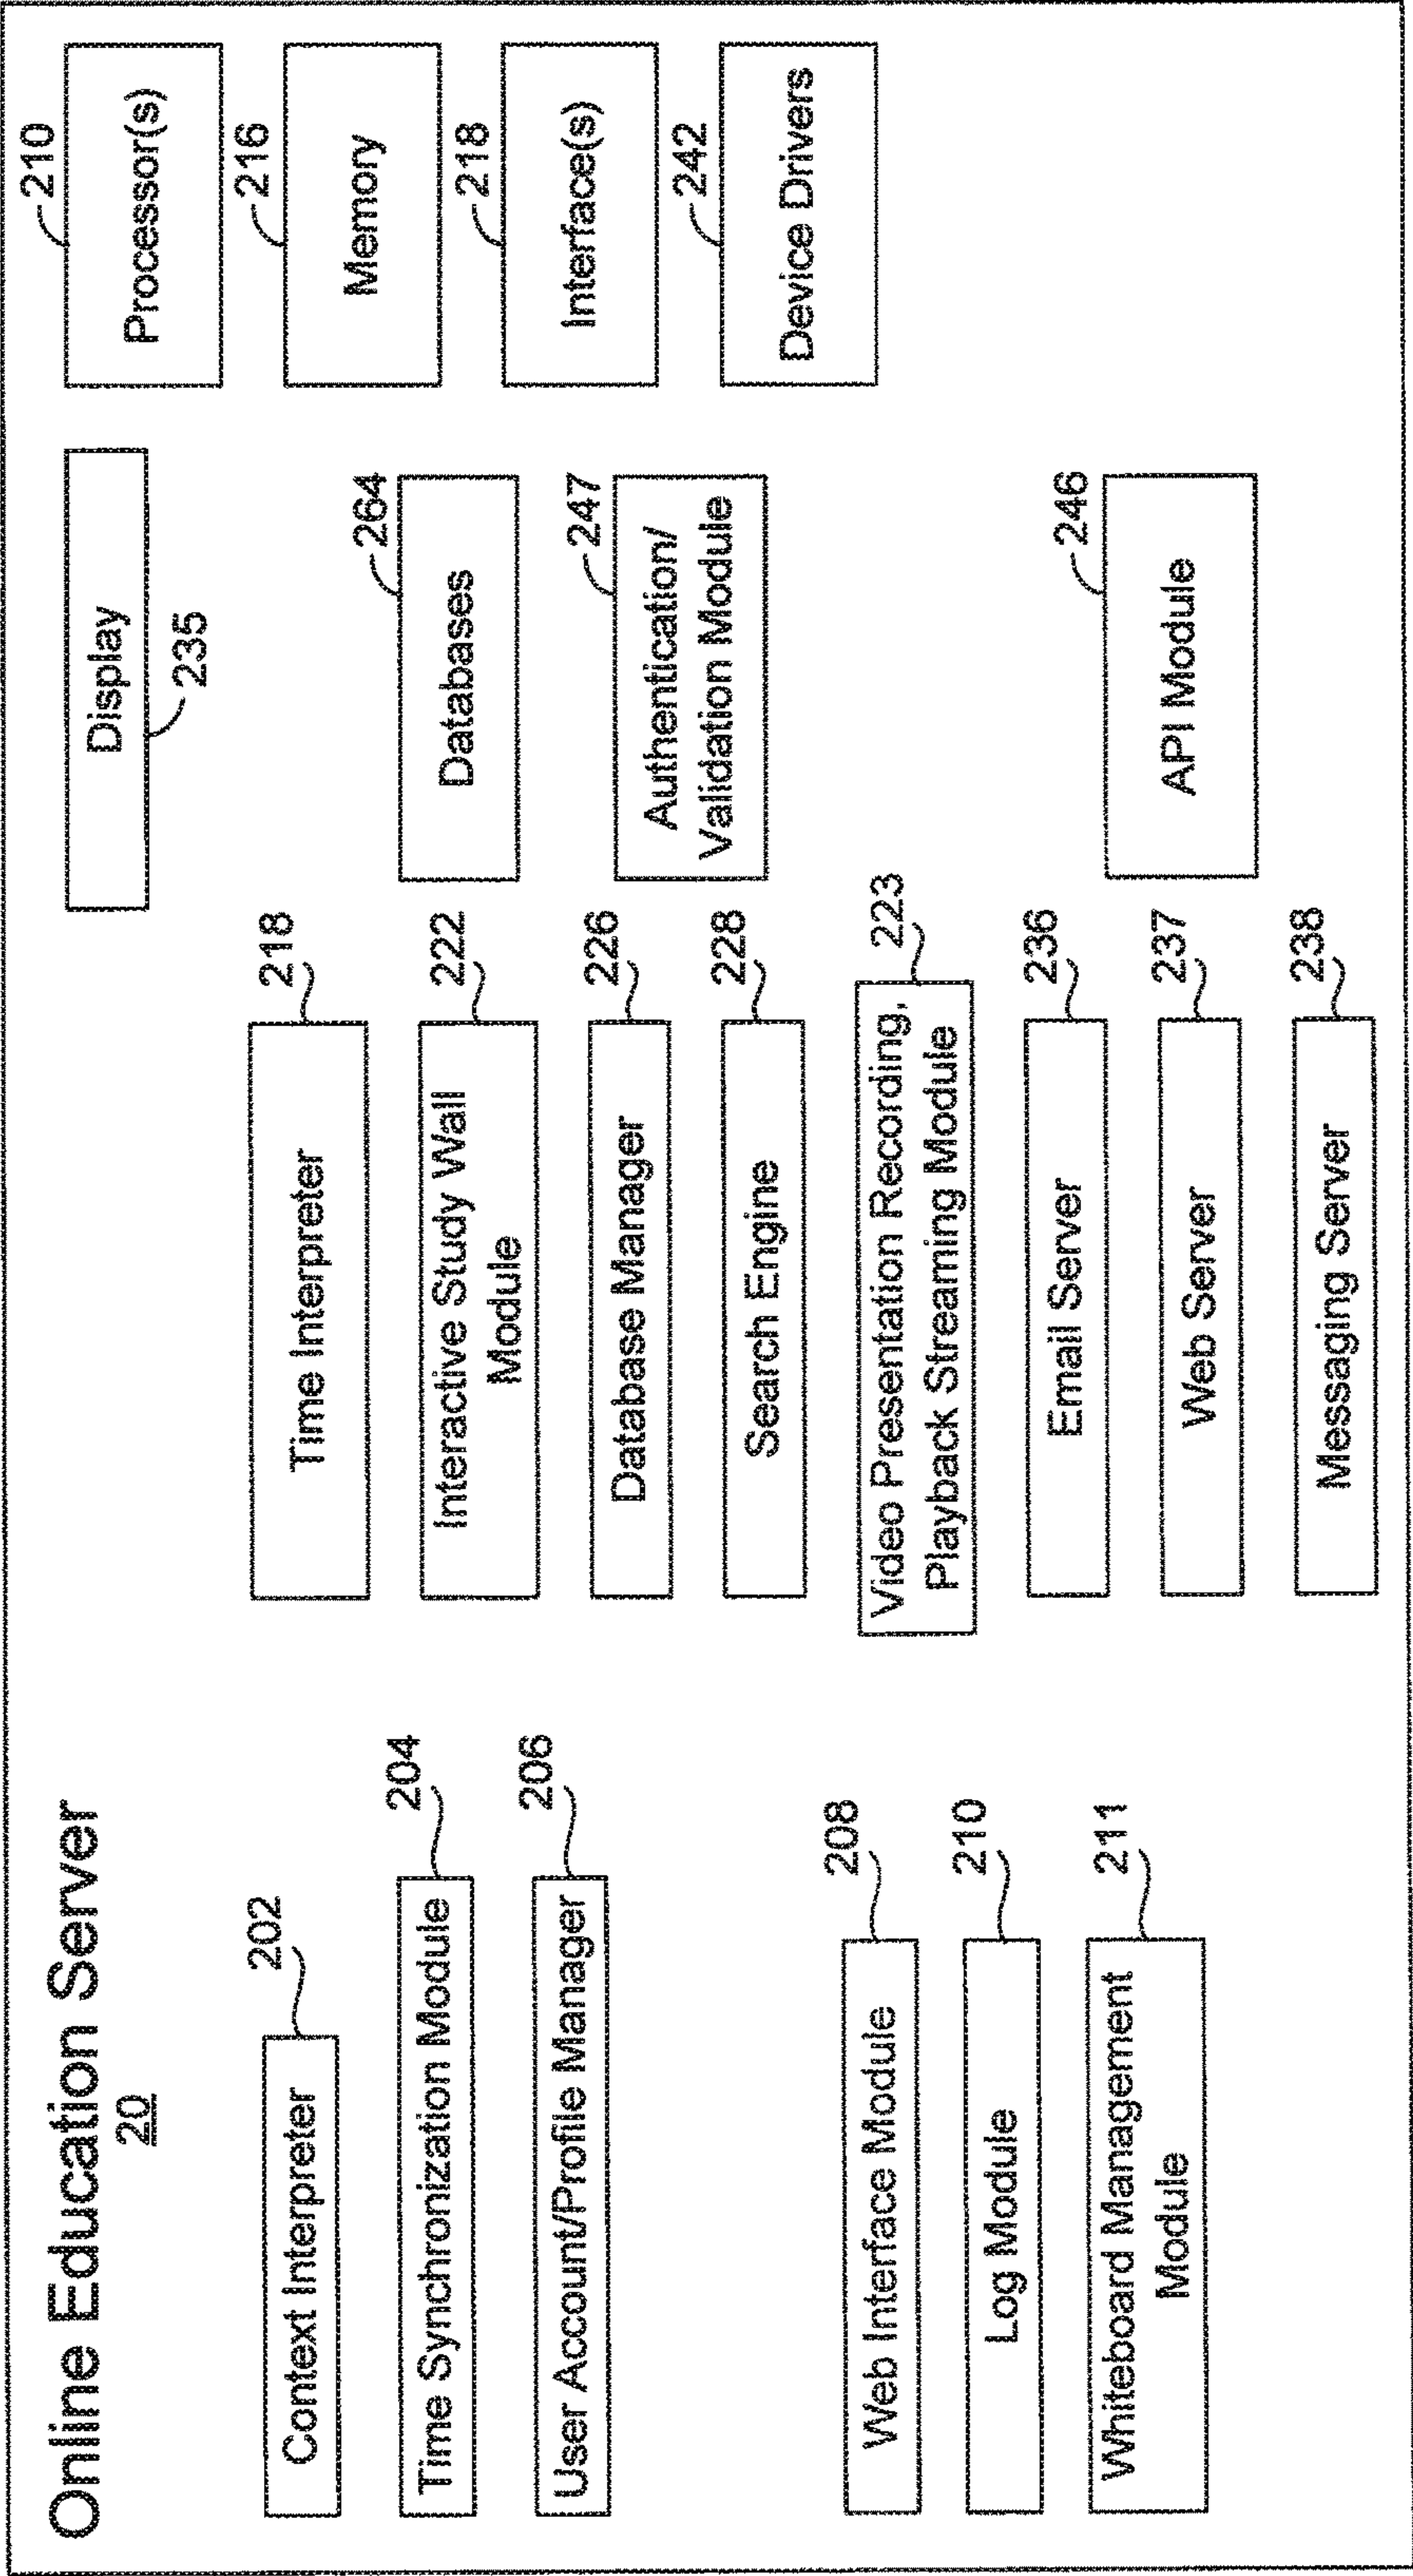 Online Education Server
20
202
Context Interpreter
204
Time Synchronization Module
206
User Account/Profile Manager
208
Web Interface Module
210
Log Module
211
Whiteboard Management
Module
218
Time Interpreter
222
Interactive Study Wall
Module
226
Database Manager
228
Search Engine
223
Video Presentation Recording,
Playback Streaming Module
236
Email Server
237
Web Server
238
Messaging Server
Display
235
264
Databases
247
Authentication/
Validation Module
246
API Module
210
Processor(s)
216
Memory
218
Interface(s)
242
Device Drivers